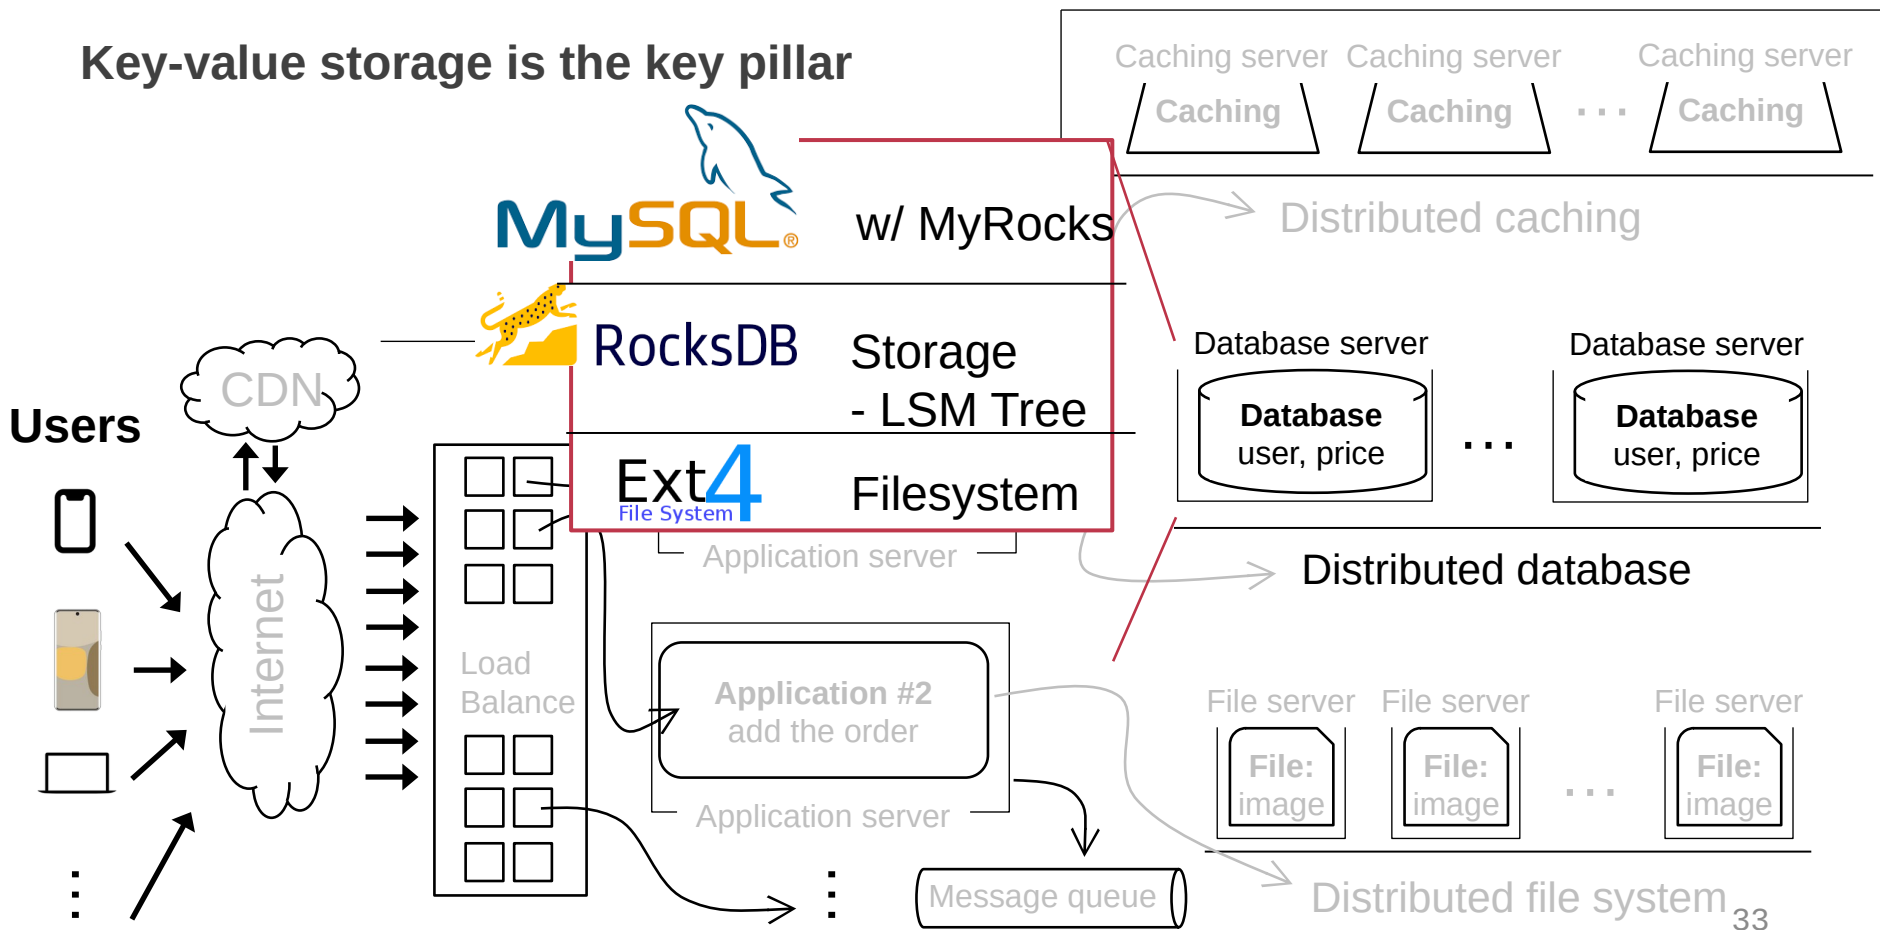 Key-value storage is the key pillar
Caching server
Caching server
Caching server
Caching
Caching
...
Caching
Distributed caching
MySQL®
w/ MyRocks
RocksDB
Storage
- LSM Tree
Ext4
File System
Filesystem
Database server
Database server
Database
user, price
...
Database
user, price
Distributed database
CDN
Users
Internet
Load
Balance
Application server
Application #2
add the order
Application server
Message queue
File server
File server
File server
File:
image
File:
image
...
File:
image
Distributed file system
33